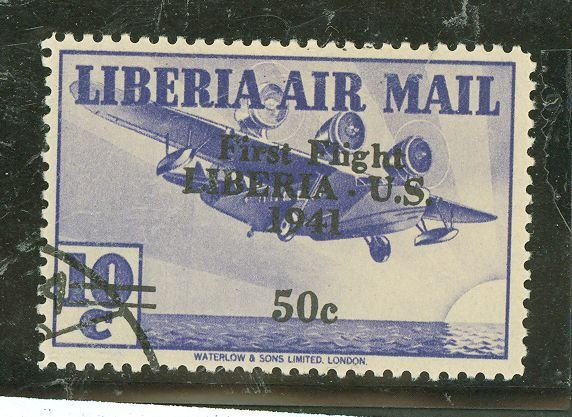 LIBERIA AIR MAIL
First Flight
LIBERIA · U.S.
1941
10
c
50c
WATERLOW & SONS LIMITED. LONDON.